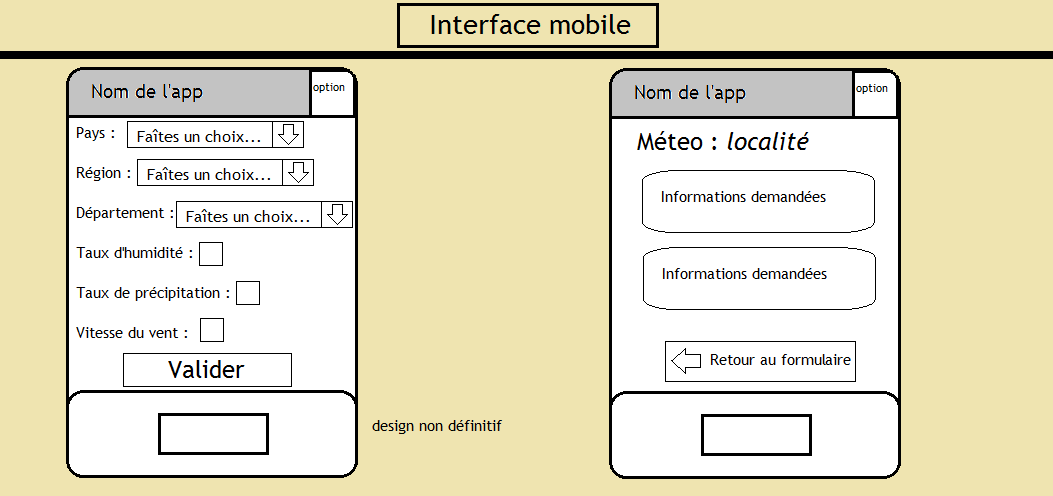 Interface mobile
Nom de l'app
option
Pays :
Faîtes un choix...
Région :
Faîtes un choix...
Département :
Faîtes un choix...
Taux d'humidité :
Taux de précipitation :
Vitesse du vent :
Valider
design non définitif
Nom de l'app
option
Méteo : localité
Informations demandées
Informations demandées
Retour au formulaire